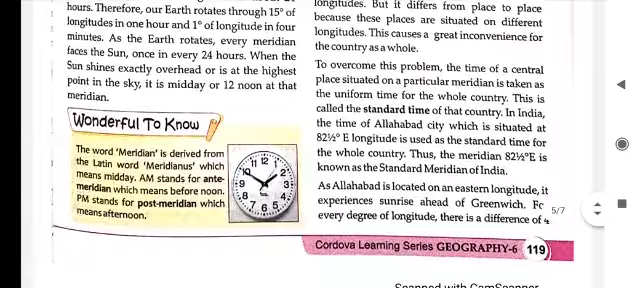 hours. Therefore, our Earth rotates through 15° of
longitudes in one hour and 1° of longitude in four
minutes. As the Earth rotates, every meridian
faces the Sun, once in every 24 hours. When the
Sun shines exactly overhead or is at the highest
point in the sky, it is midday or 12 noon at that
meridian.
Wonderful To Know
The word 'Meridian' is derived from
the Latin word 'Meridianus' which
means midday. AM stands for ante-
meridian which means before noon.
PM stands for post-meridian which
means afternoon.
12
1
2
3
4
5
6
7
8
9
10
11
longitudes. But it differs from place to place
because these places are situated on different
longitudes. This causes a great inconvenience for
the country as a whole.
To overcome this problem, the time of a central
place situated on a particular meridian is taken as
the uniform time for the whole country. This is
called the standard time of that country. In India,
the time of Allahabad city which is situated at
82½° E longitude is used as the standard time for
the whole country. Thus, the meridian 82½°E is
known as the Standard Meridian of India.
As Allahabad is located on an eastern longitude, it
experiences sunrise ahead of Greenwich.
every degree of longitude, there is a difference of
5/7
Cordova Learning Series GEOGRAPHY-6 119
Scanned with CamScanner